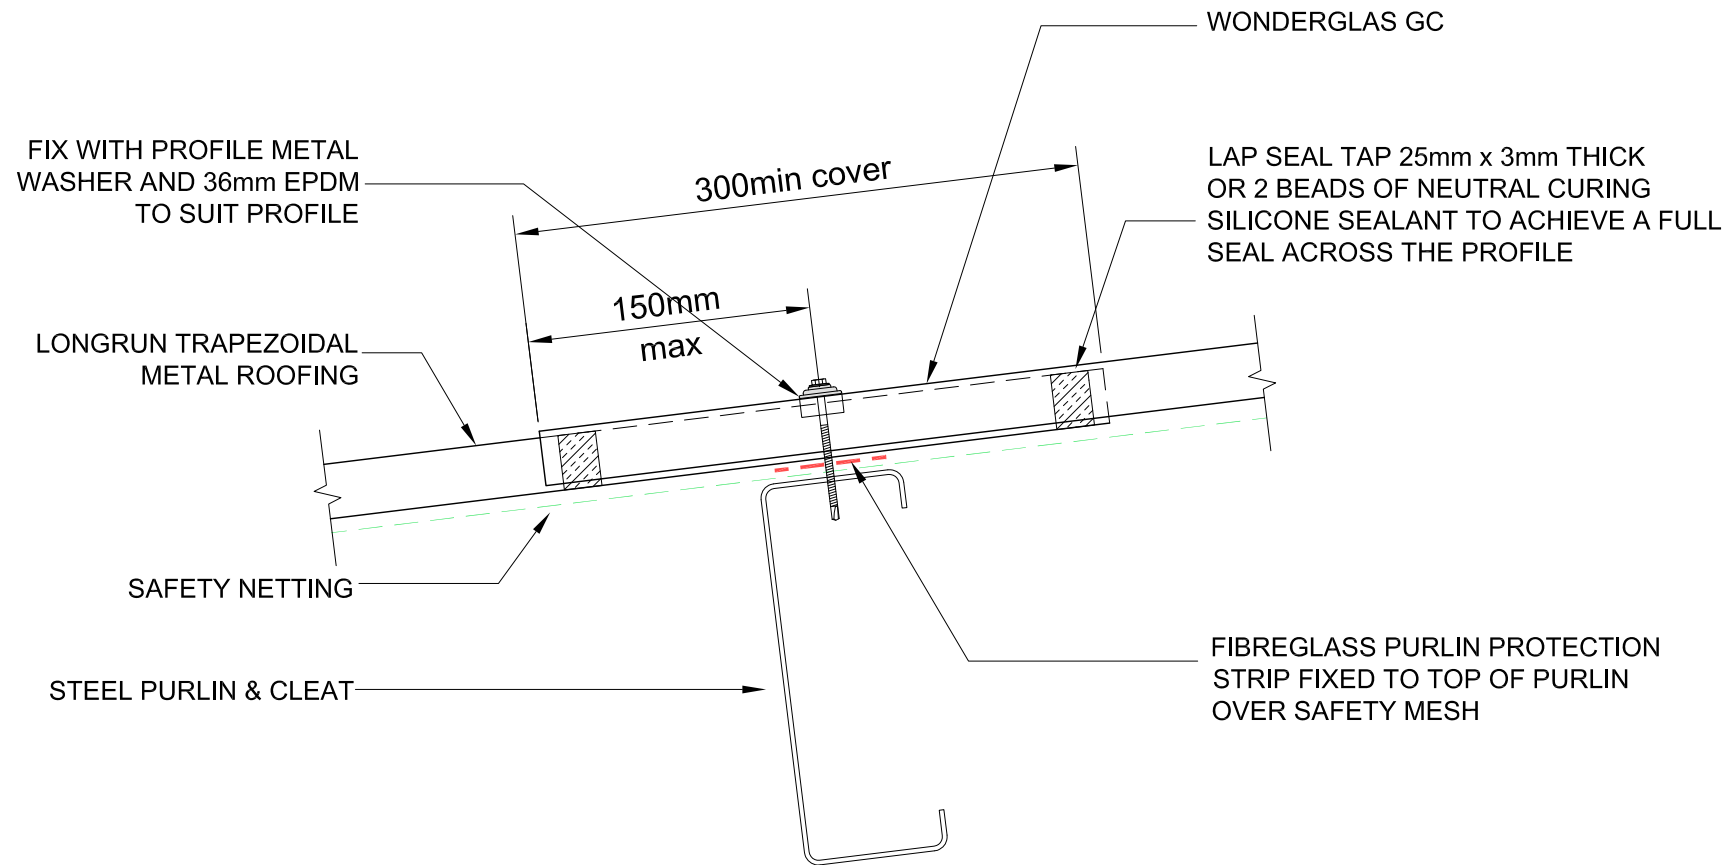 WONDERGLAS GC
FIX WITH PROFILE METAL
WASHER AND 36mm EPDM
TO SUIT PROFILE
300min cover
LAP SEAL TAP 25mm x 3mm THICK
OR 2 BEADS OF NEUTRAL CURING
SILICONE SEALANT TO ACHIEVE A FULL
SEAL ACROSS THE PROFILE
150mm
max
LONGRUN TRAPEZOIDAL
METAL ROOFING
SAFETY NETTING
STEEL PURLIN & CLEAT
FIBREGLASS PURLIN PROTECTION
STRIP FIXED TO TOP OF PURLIN
OVER SAFETY MESH